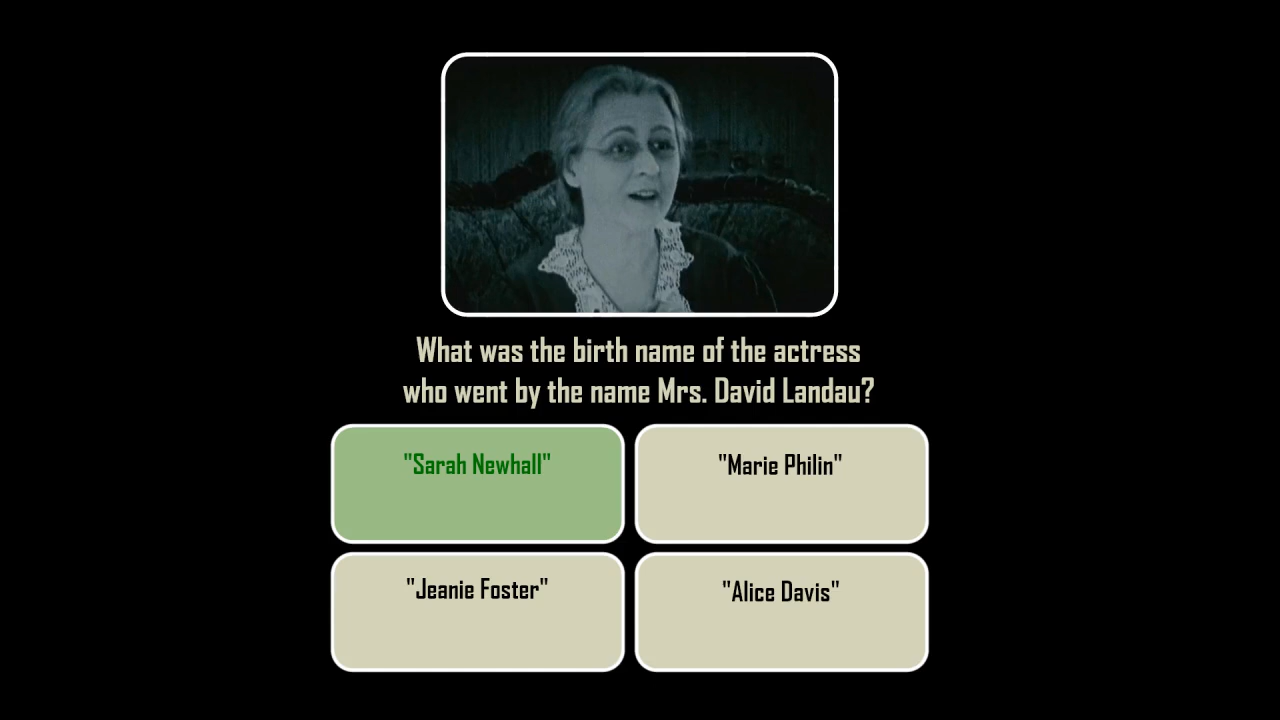 What was the birth name of the actress
who went by the name Mrs. David Landau?
"Sarah Newhall"
"Marie Philin"
"Jeanie Foster"
"Alice Davis"